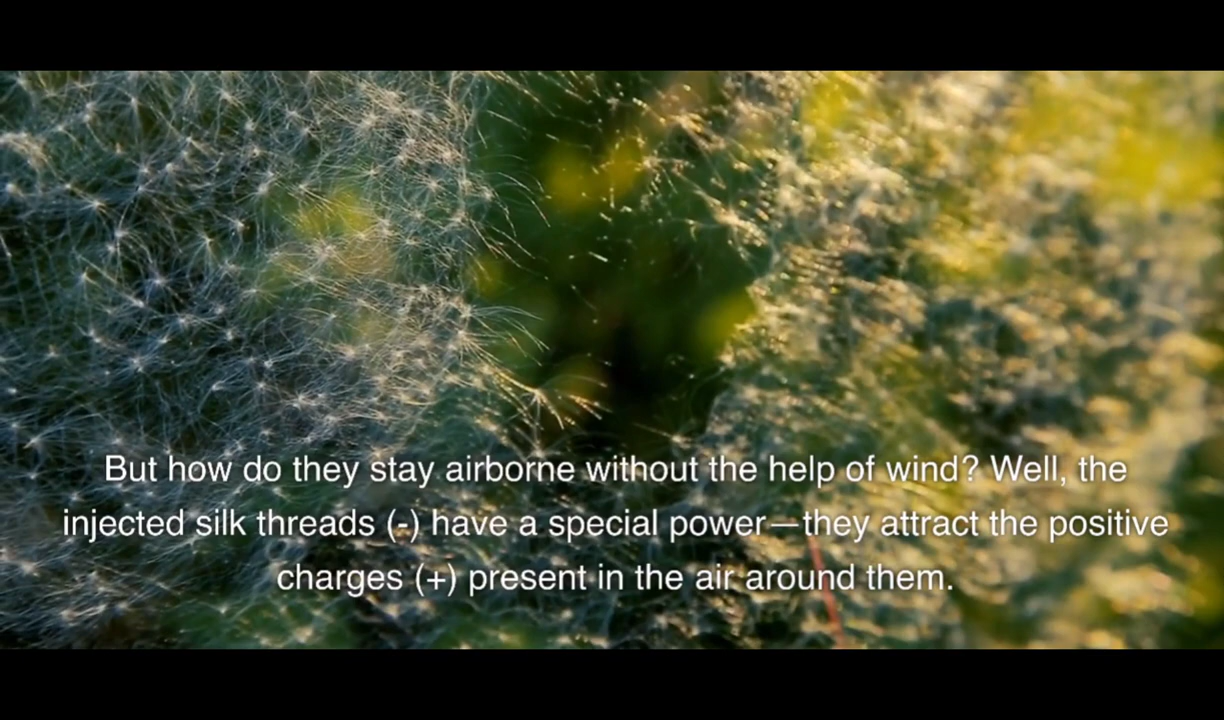 But how do they stay airborne without the help of wind? Well, the
injected silk threads (-) have a special power—they attract the positive
charges (+) present in the air around them.